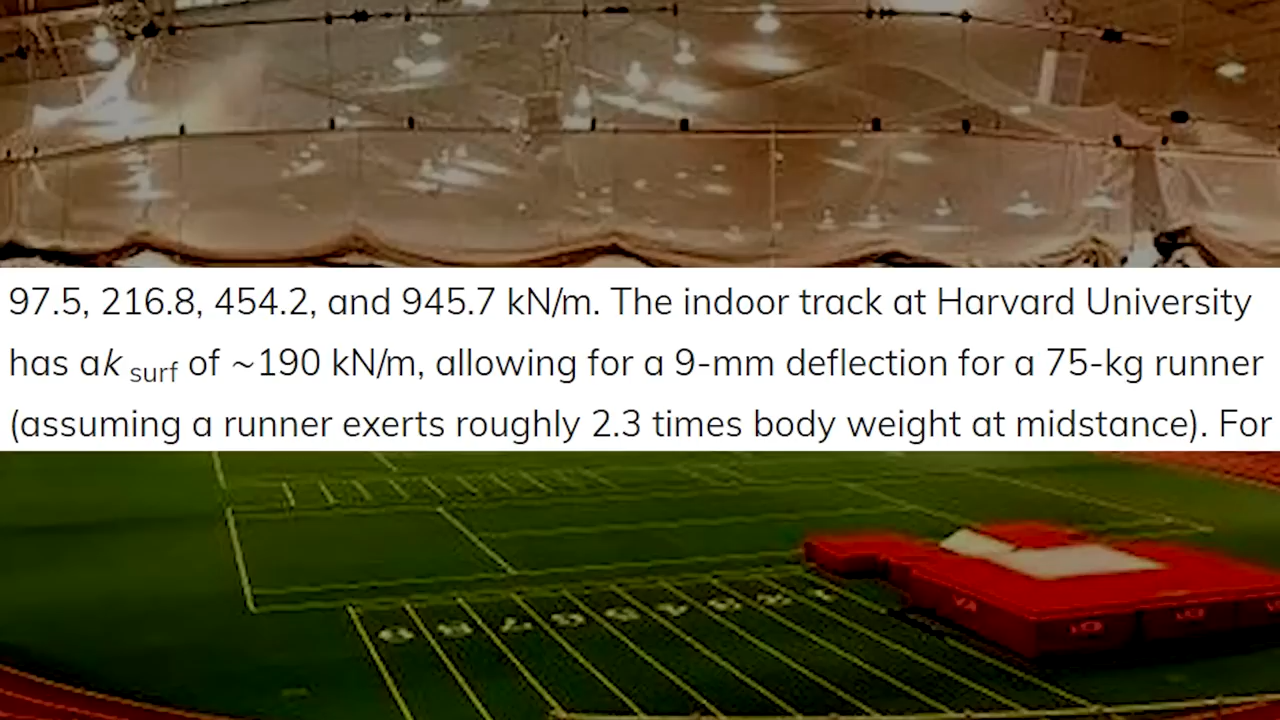 97.5, 216.8, 454.2, and 945.7 kN/m. The indoor track at Harvard University
has ak surf of ~190 kN/m, allowing for a 9-mm deflection for a 75-kg runner
(assuming a runner exerts roughly 2.3 times body weight at midstance). For